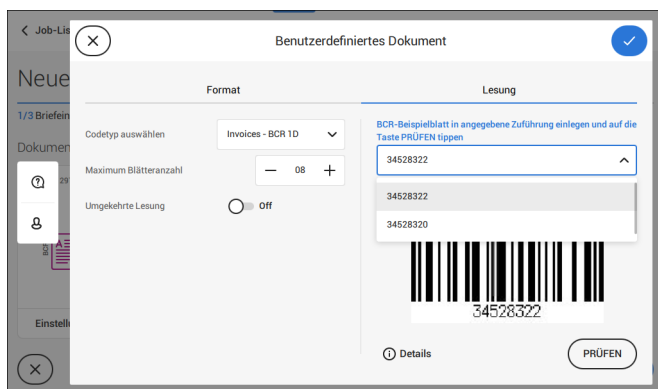 Job-Lis
Benutzerdefiniertes Dokument
Neue
Format
Lesung
1/3 Briefein
Codetyp auswählen
Invoices - BCR 1D
BCR-Beispielblatt in angegebene Zuführung einlegen und auf die
Taste PRÜFEN tippen
Dokumen
34528322
Maximum Blätteranzahl
08
29
34528322
Umgekehrte Lesung
Off
34528320
BCR
A
34528322
Einstell
Details
PRÜFEN